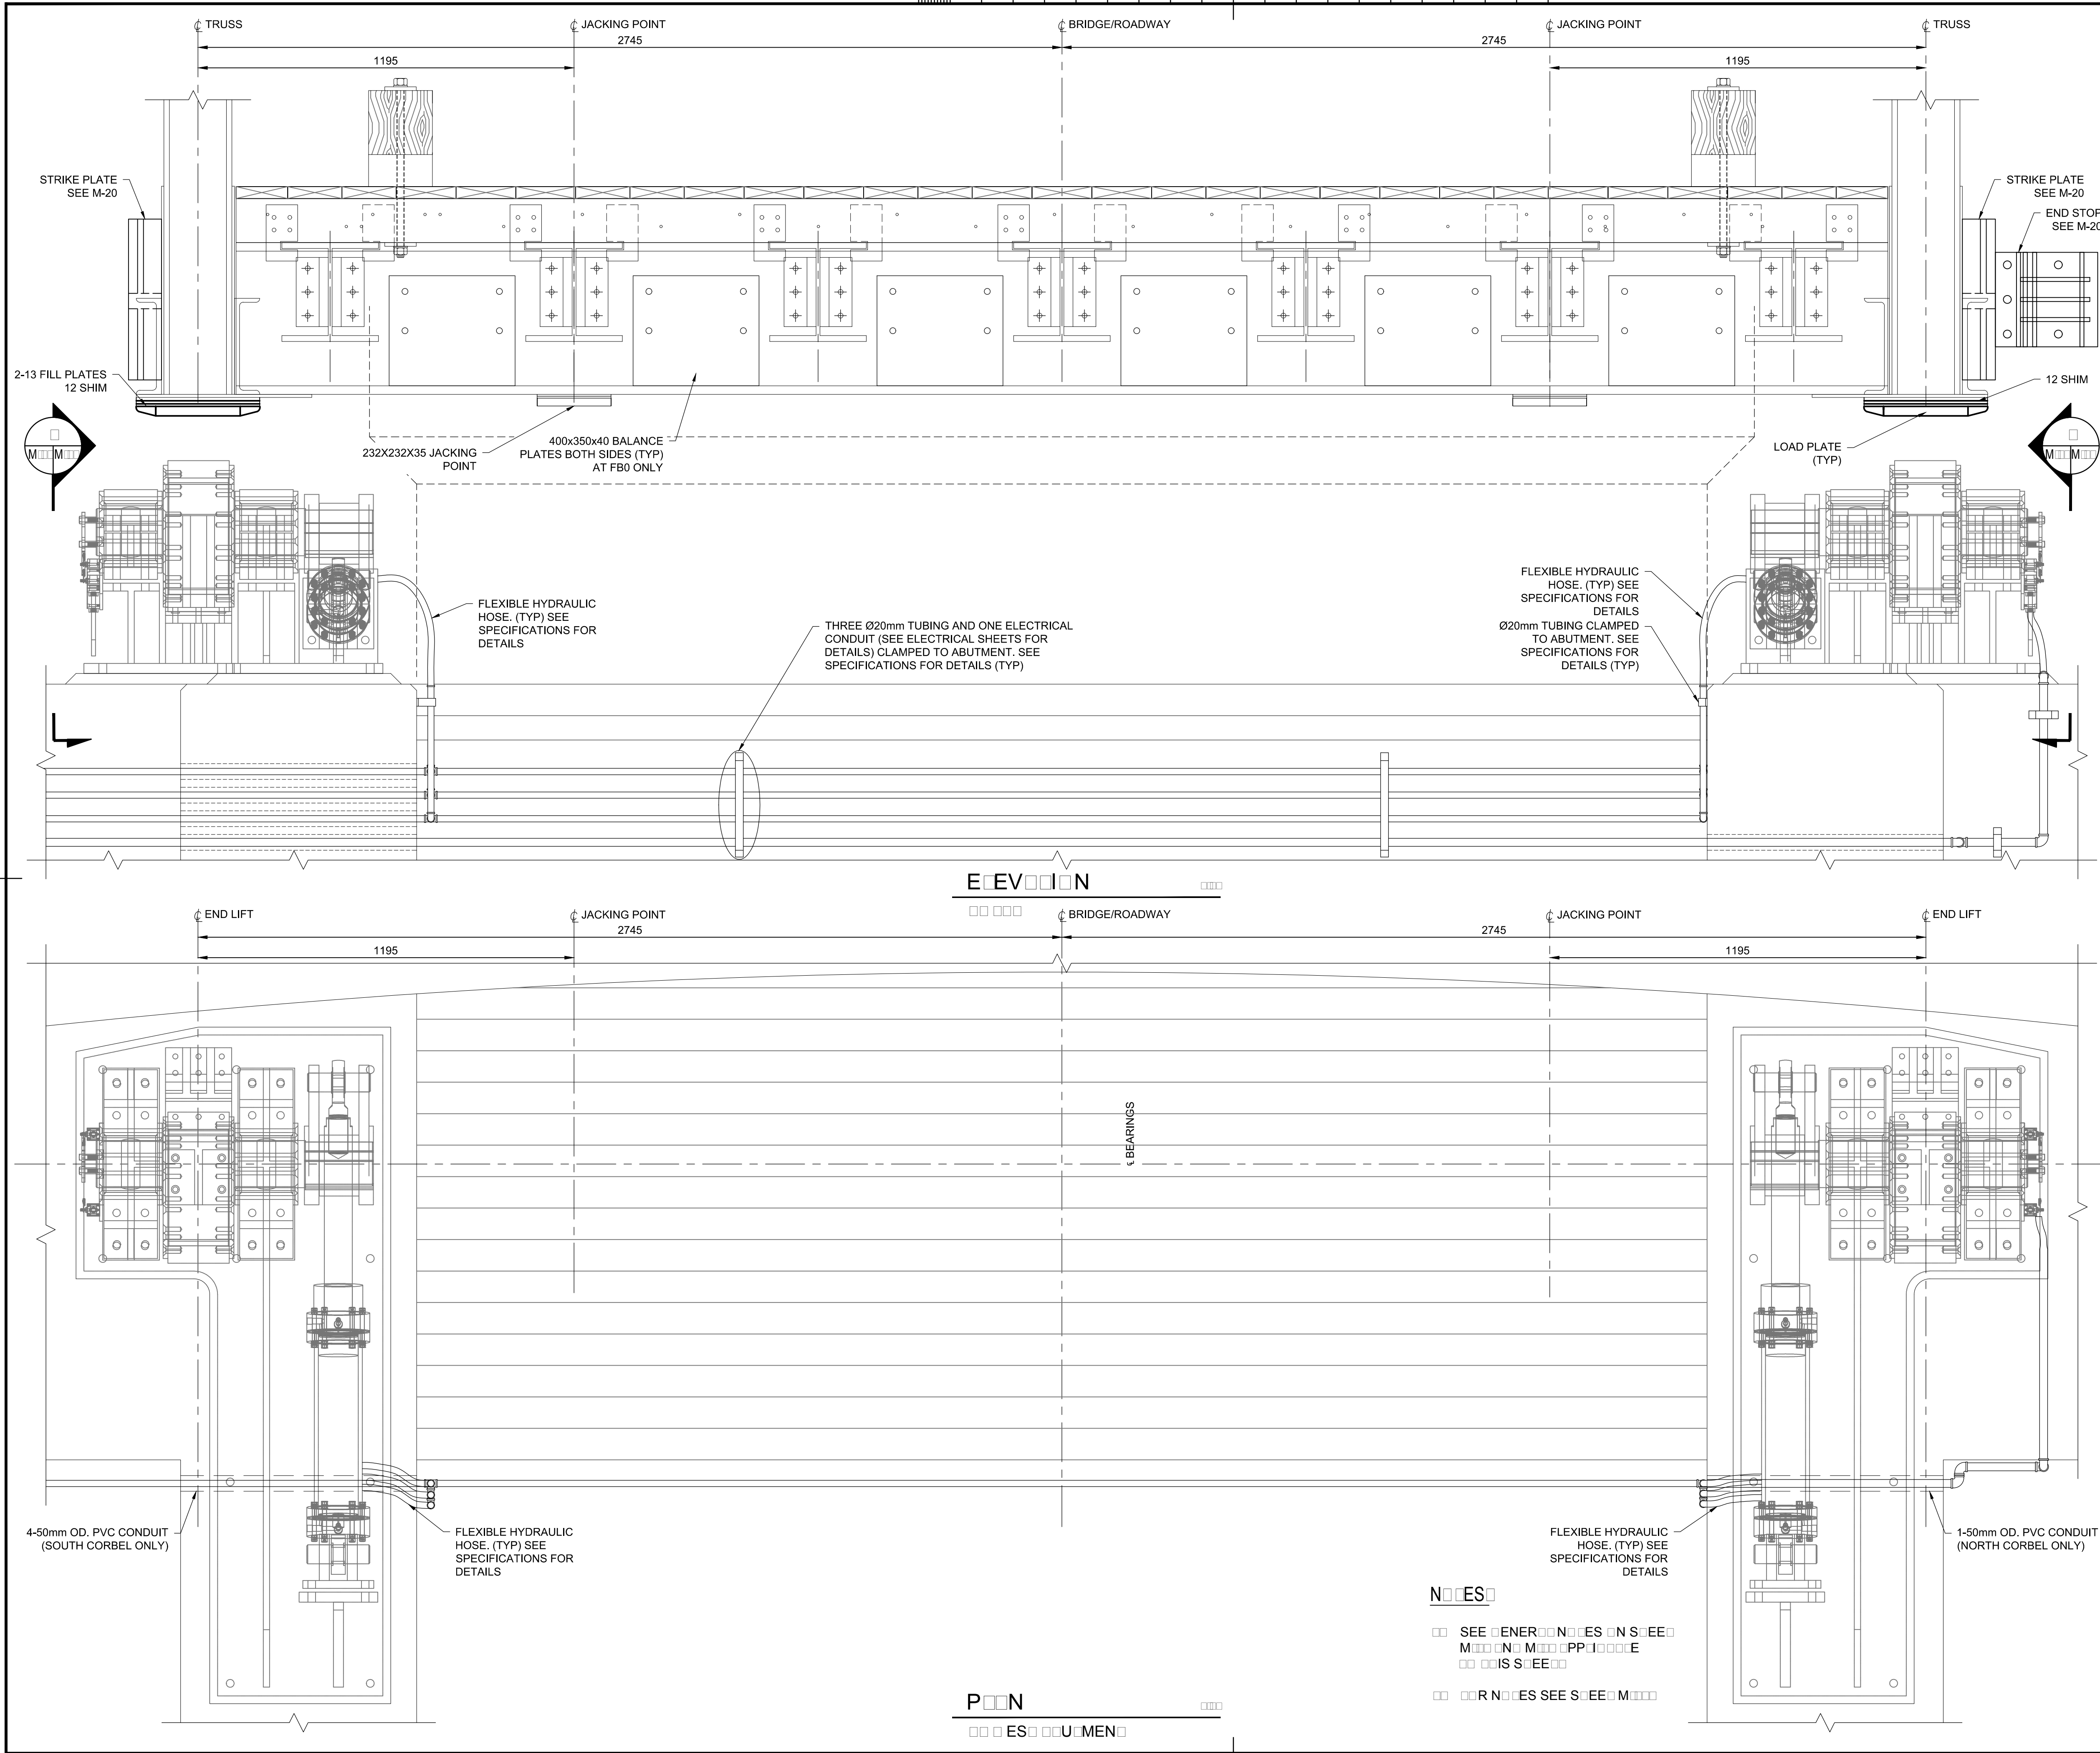 ℄ TRUSS
℄ JACKING POINT
℄ BRIDGE/ROADWAY
℄ JACKING POINT
℄ TRUSS
2745
2745
1195
1195
STRIKE PLATE
SEE M-20
STRIKE PLATE
SEE M-20
END STOP
SEE M-20
2-13 FILL PLATES
12 SHIM
12 SHIM
232X232X35 JACKING
POINT
400x350x40 BALANCE
PLATES BOTH SIDES (TYP)
AT FB0 ONLY
LOAD PLATE
(TYP)
FLEXIBLE HYDRAULIC
HOSE. (TYP) SEE
SPECIFICATIONS FOR
DETAILS
THREE Ø20mm TUBING AND ONE ELECTRICAL
CONDUIT (SEE ELECTRICAL SHEETS FOR
DETAILS) CLAMPED TO ABUTMENT. SEE
SPECIFICATIONS FOR DETAILS (TYP)
FLEXIBLE HYDRAULIC
HOSE. (TYP) SEE
SPECIFICATIONS FOR
DETAILS
Ø20mm TUBING CLAMPED
TO ABUTMENT. SEE
SPECIFICATIONS FOR
DETAILS (TYP)
℄ END LIFT
℄ JACKING POINT
℄ BRIDGE/ROADWAY
℄ JACKING POINT
℄ END LIFT
2745
2745
1195
1195
℄ BEARINGS
4-50mm OD. PVC CONDUIT
(SOUTH CORBEL ONLY)
FLEXIBLE HYDRAULIC
HOSE. (TYP) SEE
SPECIFICATIONS FOR
DETAILS
FLEXIBLE HYDRAULIC
HOSE. (TYP) SEE
SPECIFICATIONS FOR
DETAILS
1-50mm OD. PVC CONDUIT
(NORTH CORBEL ONLY)
SEE
SEE